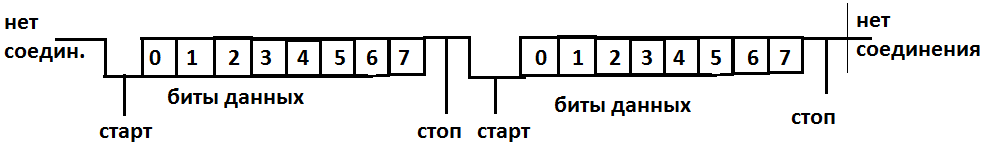 нет
соедин.
0 1 2 3 4 5 6 7
биты данных
старт
стоп
старт
0 1 2 3 4 5 6 7
биты данных
стоп
нет
соединения